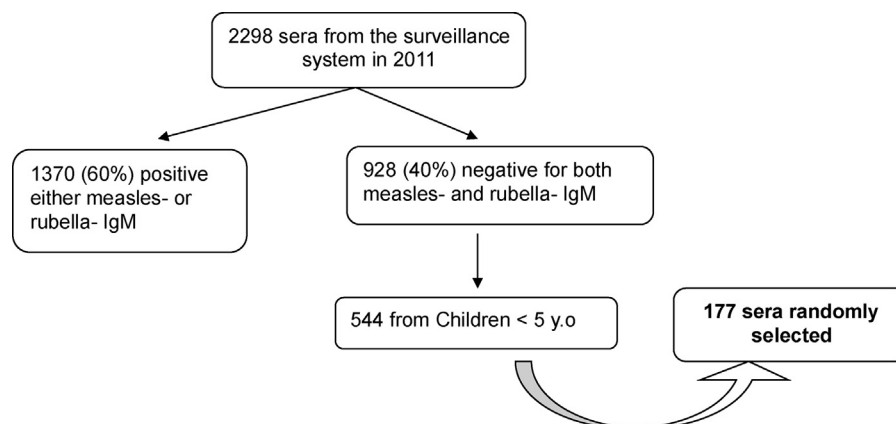 2298 sera from the surveillance
system in 2011
1370 (60%) positive
either measles- or
rubella- IgM
928 (40%) negative for both
measles- and rubella- IgM
544 from Children < 5 y.o
177 sera randomly
selected